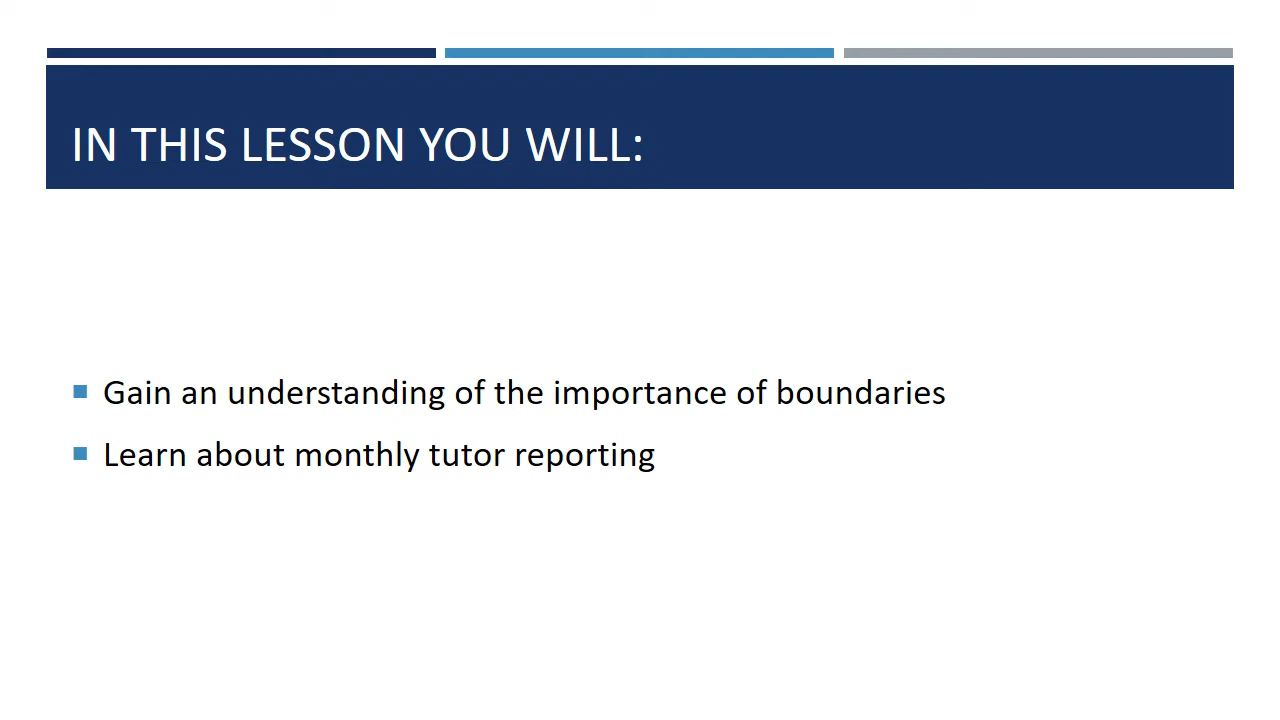 IN THIS LESSON YOU WILL:
Gain an understanding of the importance of boundaries
Learn about monthly tutor reporting